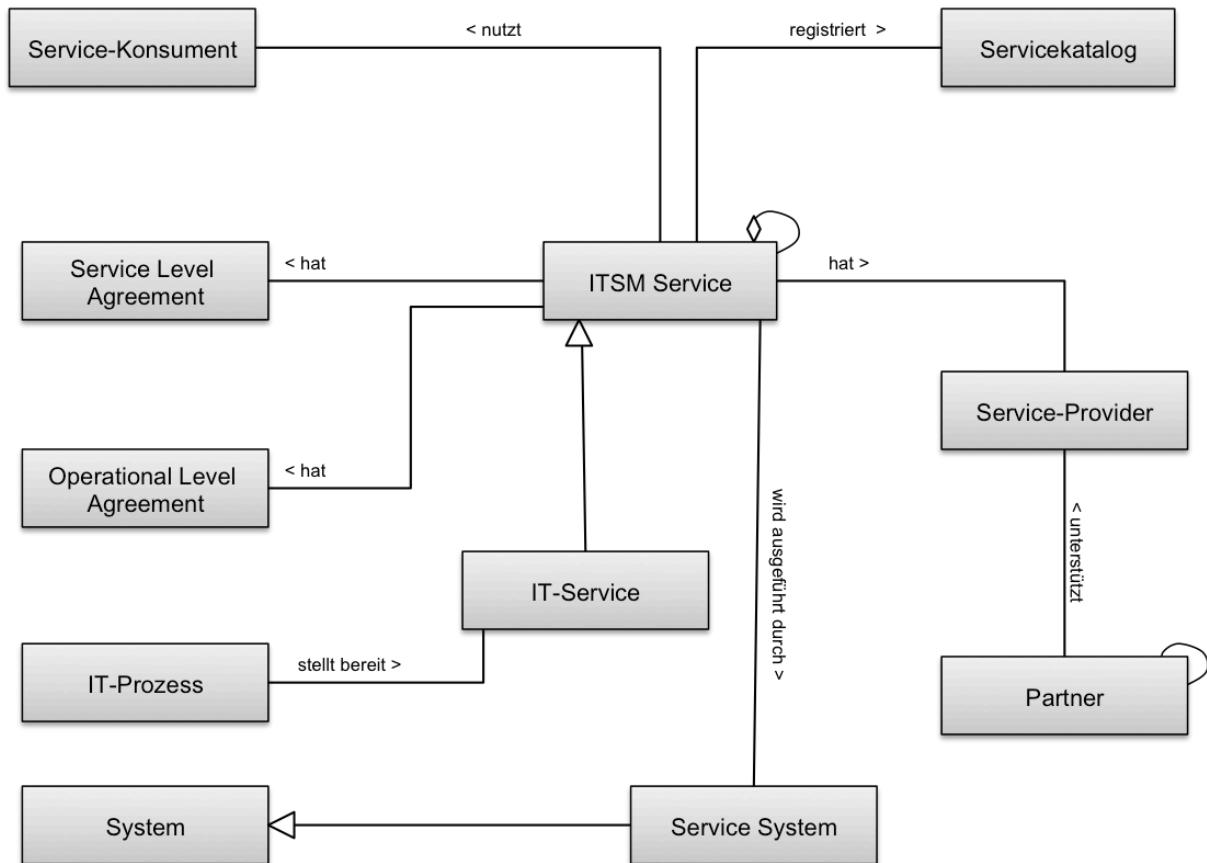 Service-Konsument
< nutzt
registriert >
Servicekatalog
Service Level
Agreement
< hat
ITSM Service
hat >
Service-Provider
Operational Level
Agreement
< hat
wird ausgeführt durch >
< unterstützt
IT-Service
IT-Prozess
stellt bereit >
Partner
System
Service System